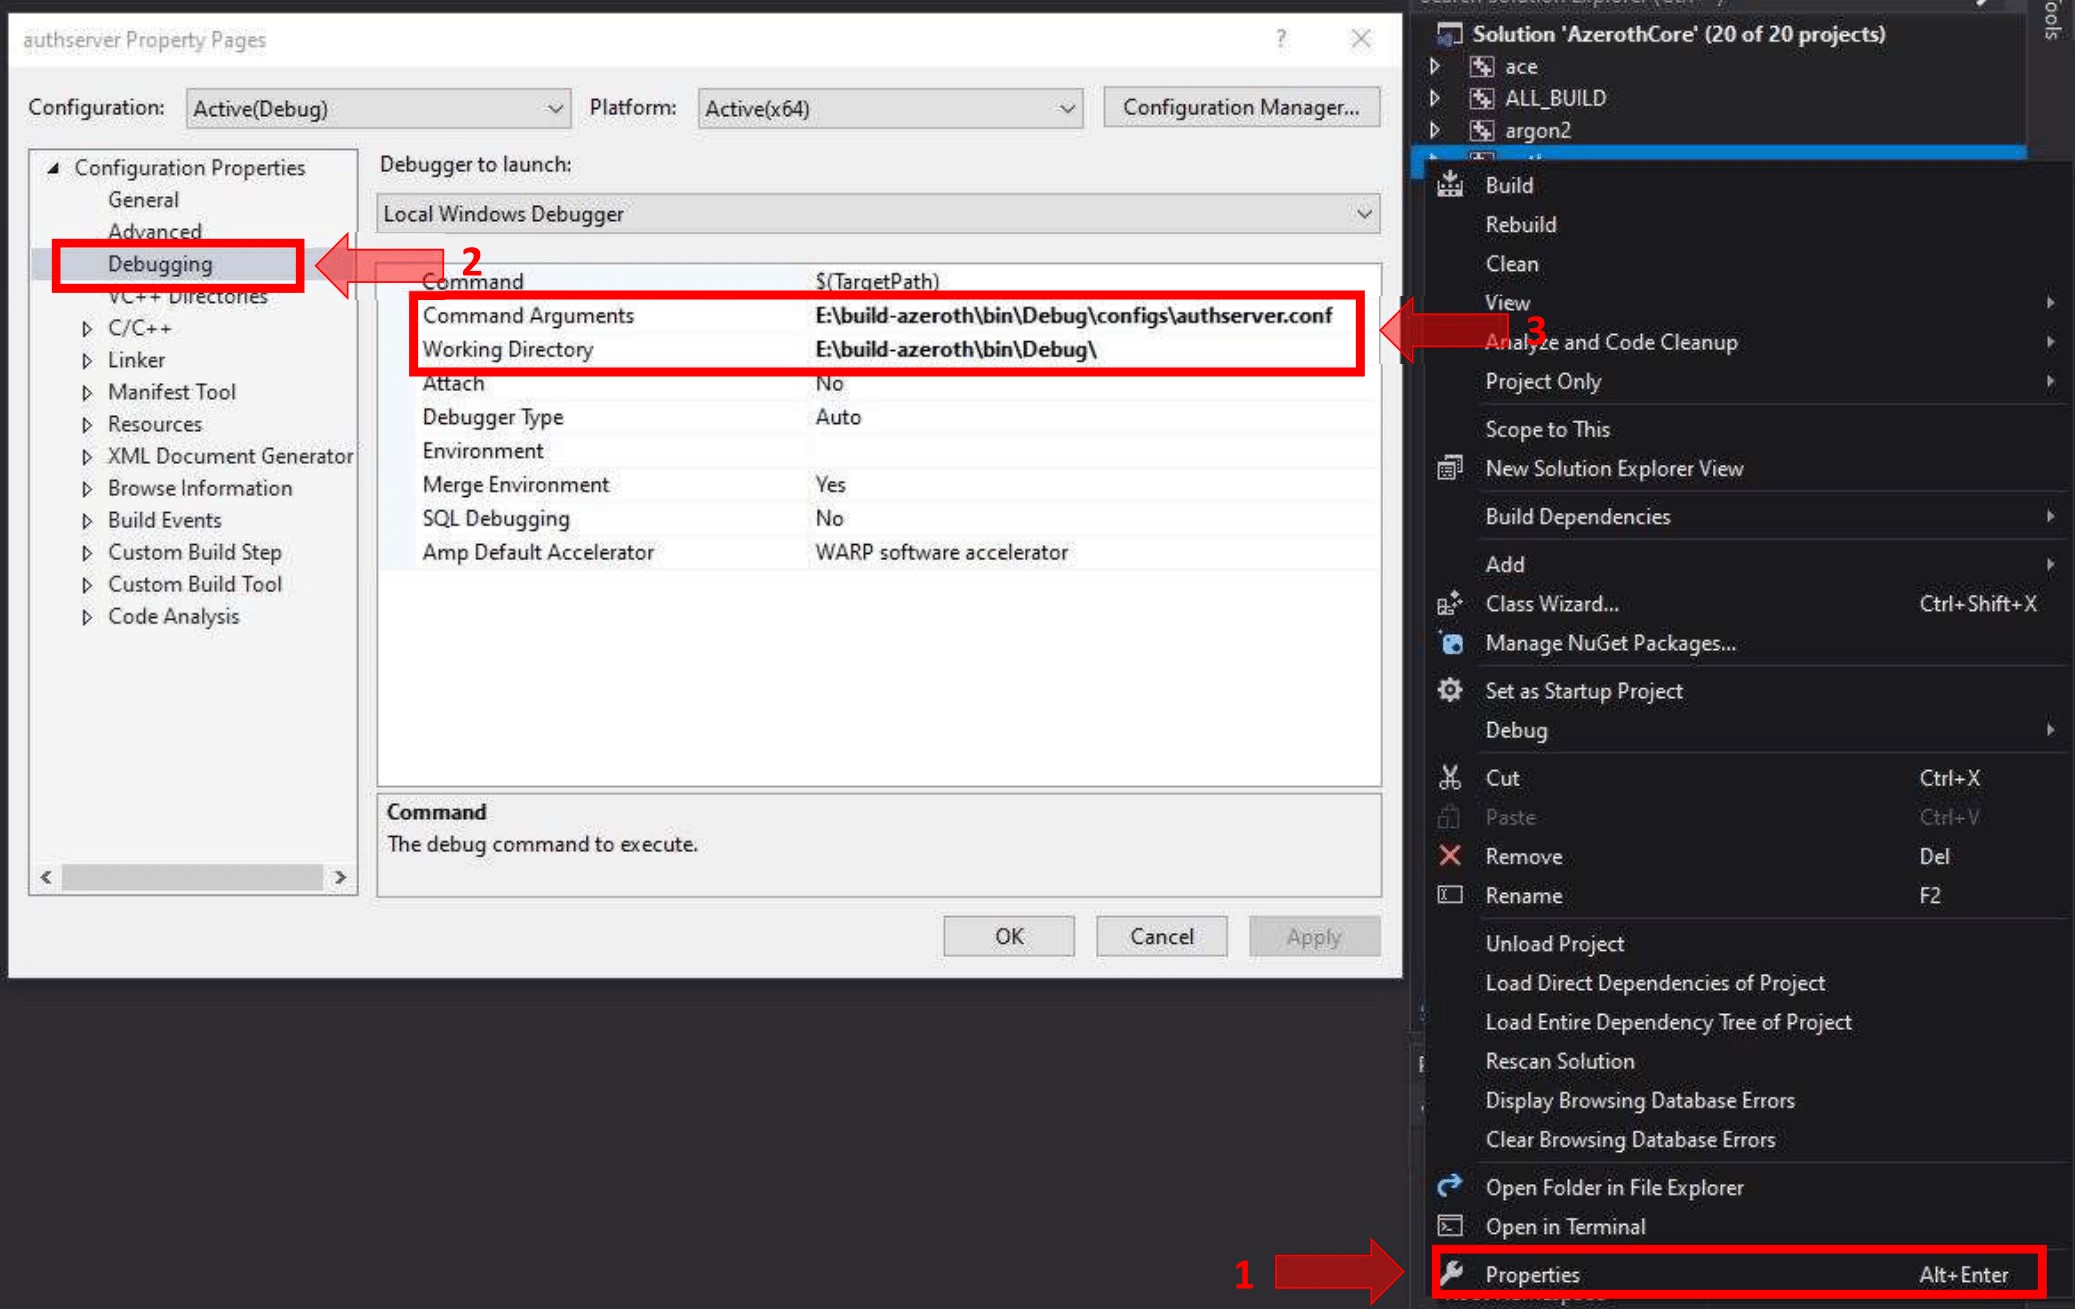 authserver Property Pages
?
Configuration:
Active(Debug)
Platform:
Active(x64)
Configuration Manager...
Configuration Properties
General
Advanced
Debugging
VC++ Directories
C/C++
Linker
Manifest Tool
Resources
XML Document Generator
Browse Information
Build Events
Custom Build Step
Custom Build Tool
Code Analysis
2
Debugger to launch:
Local Windows Debugger
Command $(TargetPath)
Command Arguments E:\build-azeroth\bin\Debug\configs\authserver.conf
Working Directory E:\build-azeroth\bin\Debug\
Attach No
Debugger Type Auto
Environment
Merge Environment Yes
SQL Debugging No
Amp Default Accelerator WARP software accelerator
Command
The debug command to execute.
OK
Cancel
Apply
Tools
Solution 'AzerothCore' (20 of 20 projects)
ace
ALL_BUILD
argon2
Build
Rebuild
Clean
View
3
Analyze and Code Cleanup
Project Only
Scope to This
New Solution Explorer View
Build Dependencies
Add
Class Wizard... Ctrl+Shift+X
Manage NuGet Packages...
Set as Startup Project
Debug
Cut Ctrl+X
Paste Ctrl+V
Remove Del
Rename F2
Unload Project
Load Direct Dependencies of Project
Load Entire Dependency Tree of Project
Rescan Solution
Display Browsing Database Errors
Clear Browsing Database Errors
Open Folder in File Explorer
Open in Terminal
1
Properties Alt+Enter